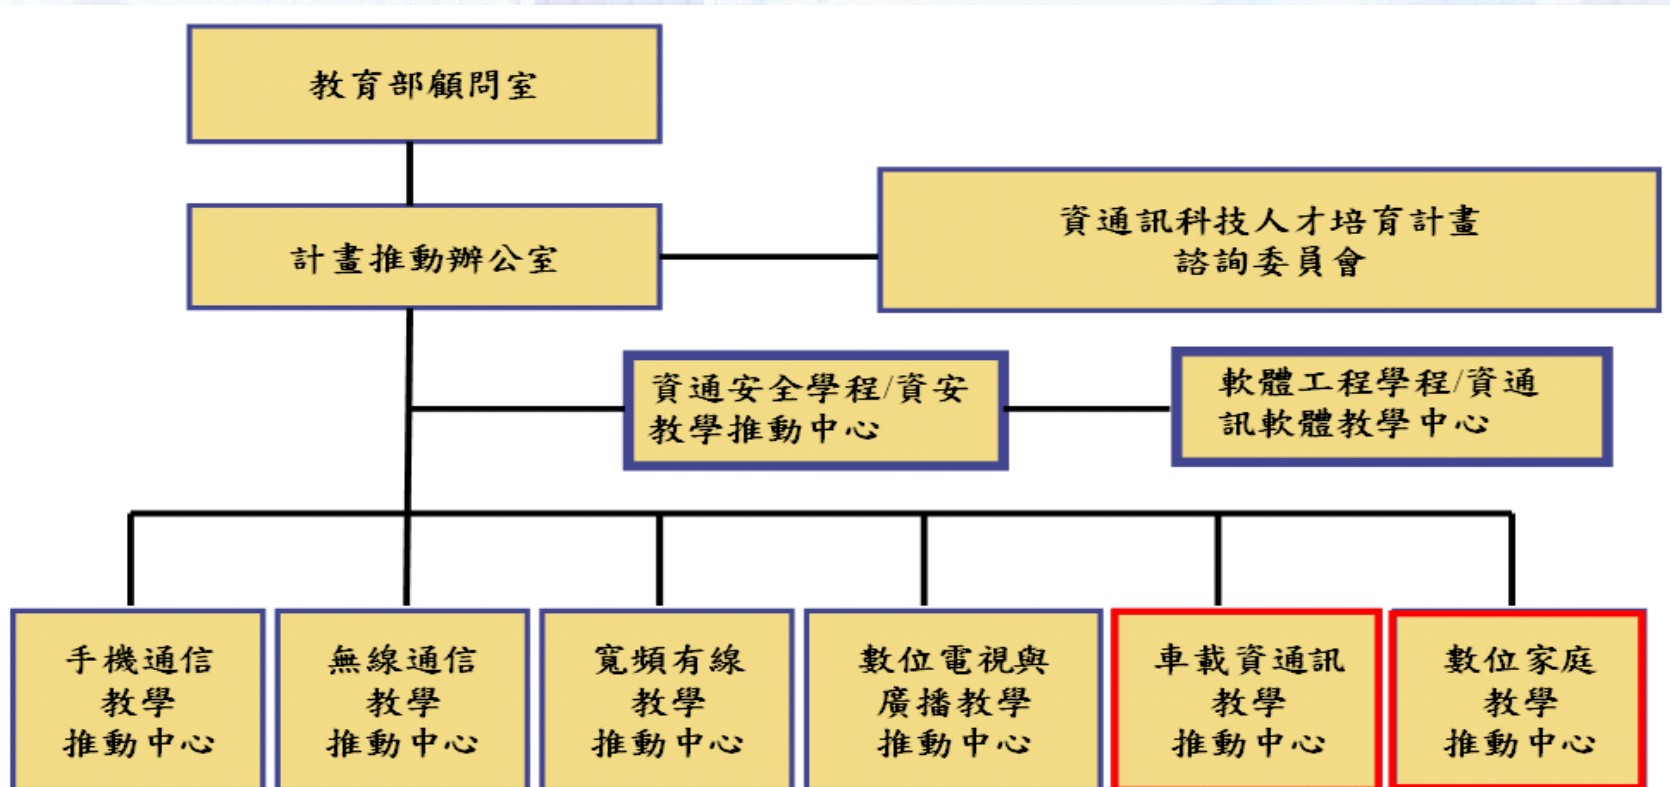 教育部顧問室
計畫推動辦公室
資通訊科技人才培育計畫
諮詢委員會
資通安全學程/資安
教學推動中心
軟體工程學程/資通
訊軟體教學中心
手機通信
教學
推動中心
無線通信
教學
推動中心
寬頻有線
教學
推動中心
數位電視與
廣播教學
推動中心
車載資通訊
教學
推動中心
數位家庭
教學
推動中心